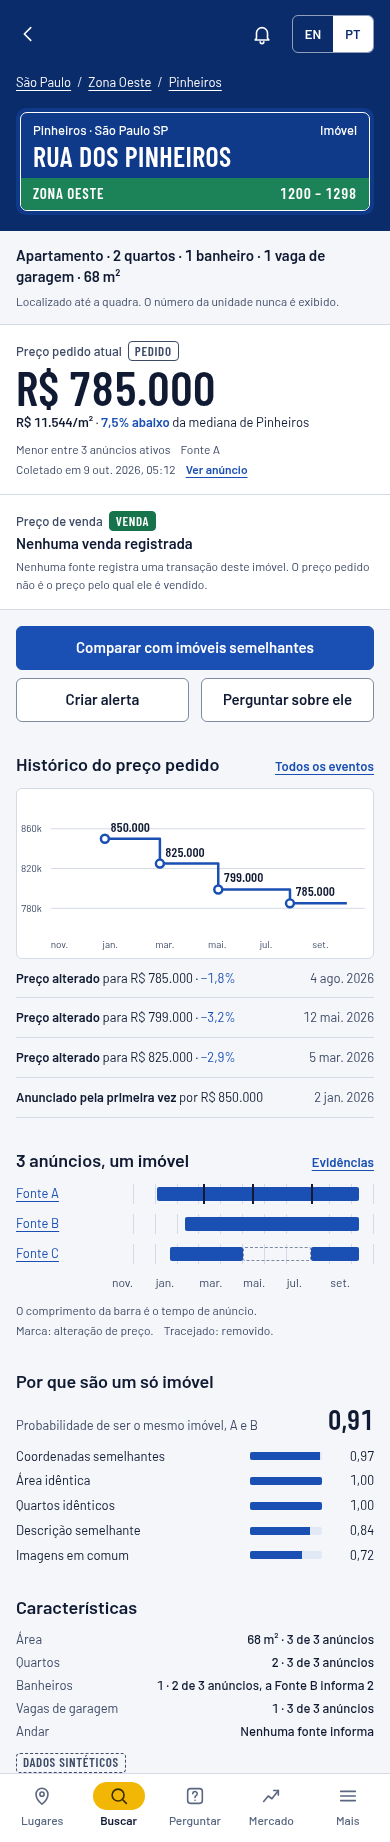 EN PT
São Paulo / Zona Oeste / Pinheiros
Pinheiros · São Paulo SP Imóvel
RUA DOS PINHEIROS
ZONA OESTE 1200 – 1298
Apartamento · 2 quartos · 1 banheiro · 1 vaga de
garagem · 68 m²
Localizado até a quadra. O número da unidade nunca é exibido.
Preço pedido atual PEDIDO
R$ 785.000
R$ 11.544/m² · 7,5% abaixo da mediana de Pinheiros
Menor entre 3 anúncios ativos Fonte A
Coletado em 9 out. 2026, 05:12 Ver anúncio
Preço de venda VENDA
Nenhuma venda registrada
Nenhuma fonte registra uma transação deste imóvel. O preço pedido
não é o preço pelo qual ele é vendido.
Comparar com imóveis semelhantes
Criar alerta Perguntar sobre ele
Histórico do preço pedido Todos os eventos
860k 850.000
820k 825.000
799.000
780k 785.000
nov. jan. mar. mai. jul. set.
Preço alterado para R$ 785.000 · −1,8% 4 ago. 2026
Preço alterado para R$ 799.000 · −3,2% 12 mai. 2026
Preço alterado para R$ 825.000 · −2,9% 5 mar. 2026
Anunciado pela primeira vez por R$ 850.000 2 jan. 2026
3 anúncios, um imóvel Evidências
Fonte A
Fonte B
Fonte C
nov. jan. mar. mai. jul. set.
O comprimento da barra é o tempo de anúncio.
Marca: alteração de preço. Tracejado: removido.
Por que são um só imóvel
Probabilidade de ser o mesmo imóvel, A e B 0,91
Coordenadas semelhantes 0,97
Área idêntica 1,00
Quartos idênticos 1,00
Descrição semelhante 0,84
Imagens em comum 0,72
Características
Área 68 m² · 3 de 3 anúncios
Quartos 2 · 3 de 3 anúncios
Banheiros 1 · 2 de 3 anúncios, a Fonte B informa 2
Vagas de garagem 1 · 3 de 3 anúncios
Andar Nenhuma fonte informa
DADOS SINTÉTICOS
Lugares Buscar Perguntar Mercado Mais